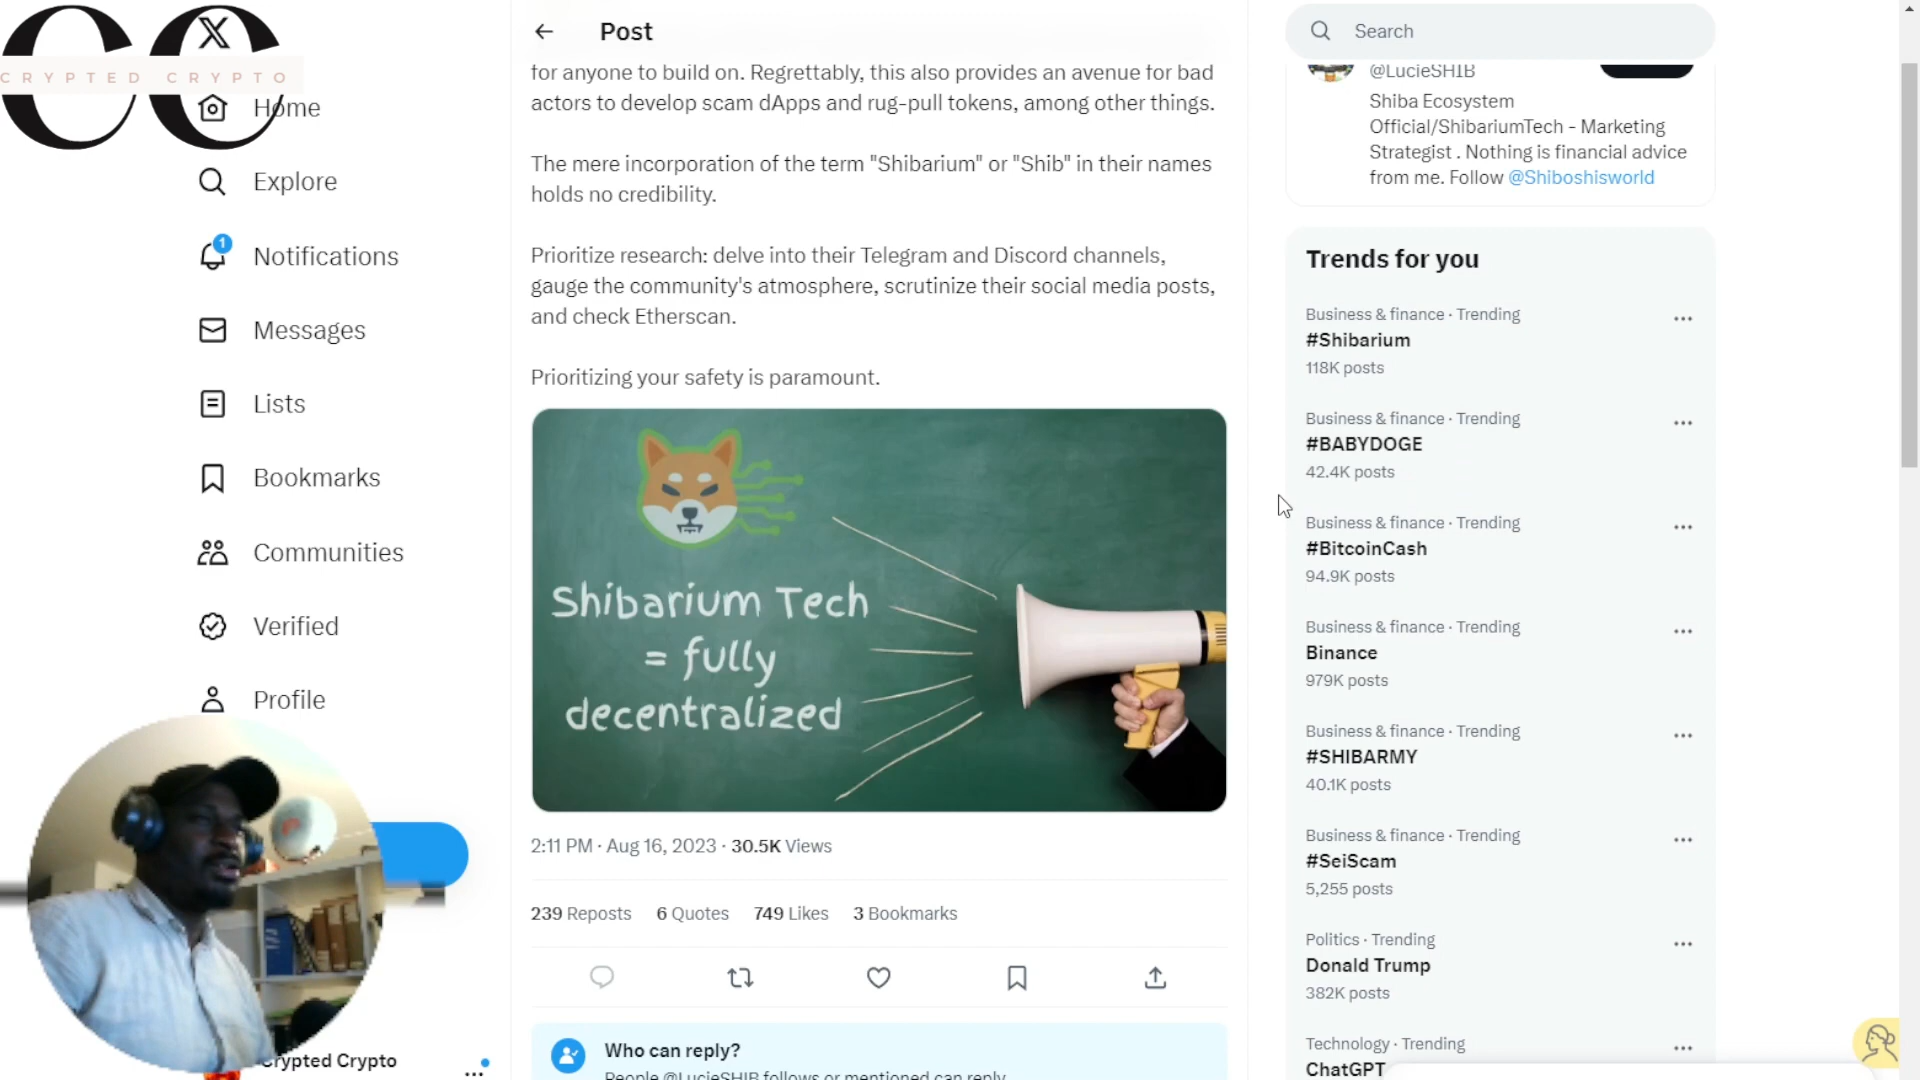 CRYPTED CRYPTO
Home
Explore
1
Notifications
Messages
Lists
Bookmarks
Communities
Verified
Profile
Crypted Crypto
Post
for anyone to build on. Regrettably, this also provides an avenue for bad
actors to develop scam dApps and rug-pull tokens, among other things.
The mere incorporation of the term "Shibarium" or "Shib" in their names
holds no credibility.
Prioritize research: delve into their Telegram and Discord channels,
gauge the community's atmosphere, scrutinize their social media posts,
and check Etherscan.
Prioritizing your safety is paramount.
Shibarium Tech
= fully
decentralized
2:11 PM · Aug 16, 2023 · 30.5K Views
239 Reposts 6 Quotes 749 Likes 3 Bookmarks
Who can reply?
People @LucieSHIB follows or mentioned can reply
Search
@LucieSHIB
Shiba Ecosystem
Official/ShibariumTech - Marketing
Strategist . Nothing is financial advice
from me. Follow @Shiboshisworld
Trends for you
Business & finance · Trending
#Shibarium
118K posts
Business & finance · Trending
#BABYDOGE
42.4K posts
Business & finance · Trending
#BitcoinCash
94.9K posts
Business & finance · Trending
Binance
979K posts
Business & finance · Trending
#SHIBARMY
40.1K posts
Business & finance · Trending
#SeiScam
5,255 posts
Politics · Trending
Donald Trump
382K posts
Technology · Trending
ChatGPT